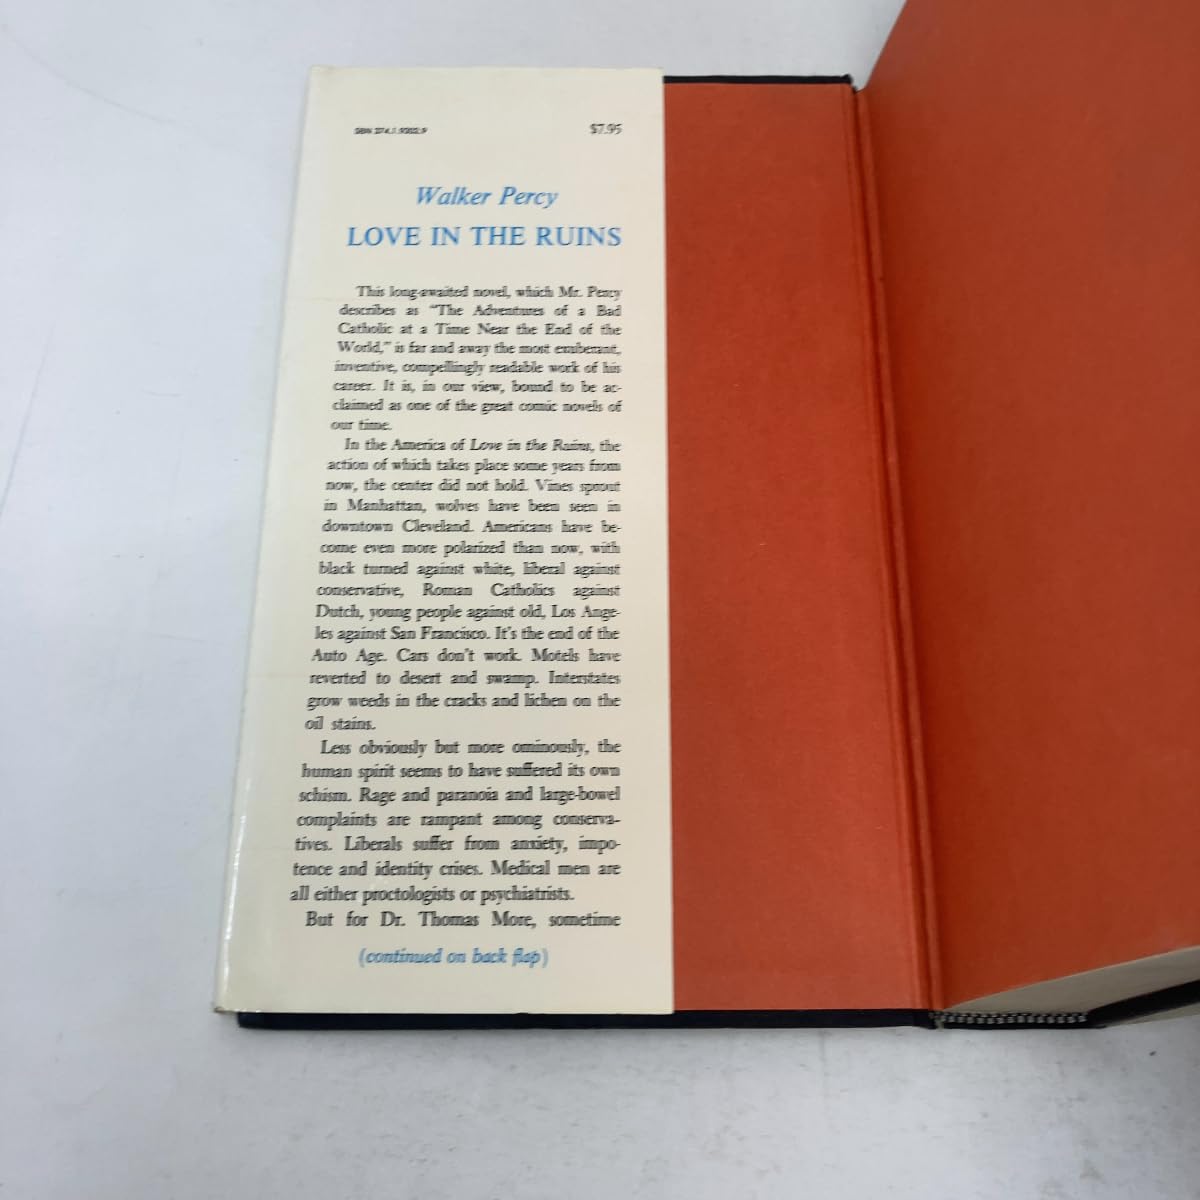 SBN 374.1.9302.9
$7.95
Walker Percy
LOVE IN THE RUINS
This long-awaited novel, which Mr. Percy
describes as "The Adventures of a Bad
Catholic at a Time Near the End of the
World," is far and away the most exuberant,
inventive, compellingly readable work of his
career. It is, in our view, bound to be ac-
claimed as one of the great comic novels of
our time.
In the America of Love in the Ruins, the
action of which takes place some years from
now, the center did not hold. Vines sprout
in Manhattan, wolves have been seen in
downtown Cleveland. Americans have be-
come even more polarized than now, with
black turned against white, liberal against
conservative, Roman Catholics against
Dutch, young people against old, Los Ange-
les against San Francisco. It's the end of the
Auto Age. Cars don't work. Motels have
reverted to desert and swamp. Interstates
grow weeds in the cracks and lichen on the
oil stains.
Less obviously but more ominously, the
human spirit seems to have suffered its own
schism. Rage and paranoia and large-bowel
complaints are rampant among conserva-
tives. Liberals suffer from anxiety, impo-
tence and identity crises. Medical men are
all either proctologists or psychiatrists.
But for Dr. Thomas More, sometime
(continued on back flap)